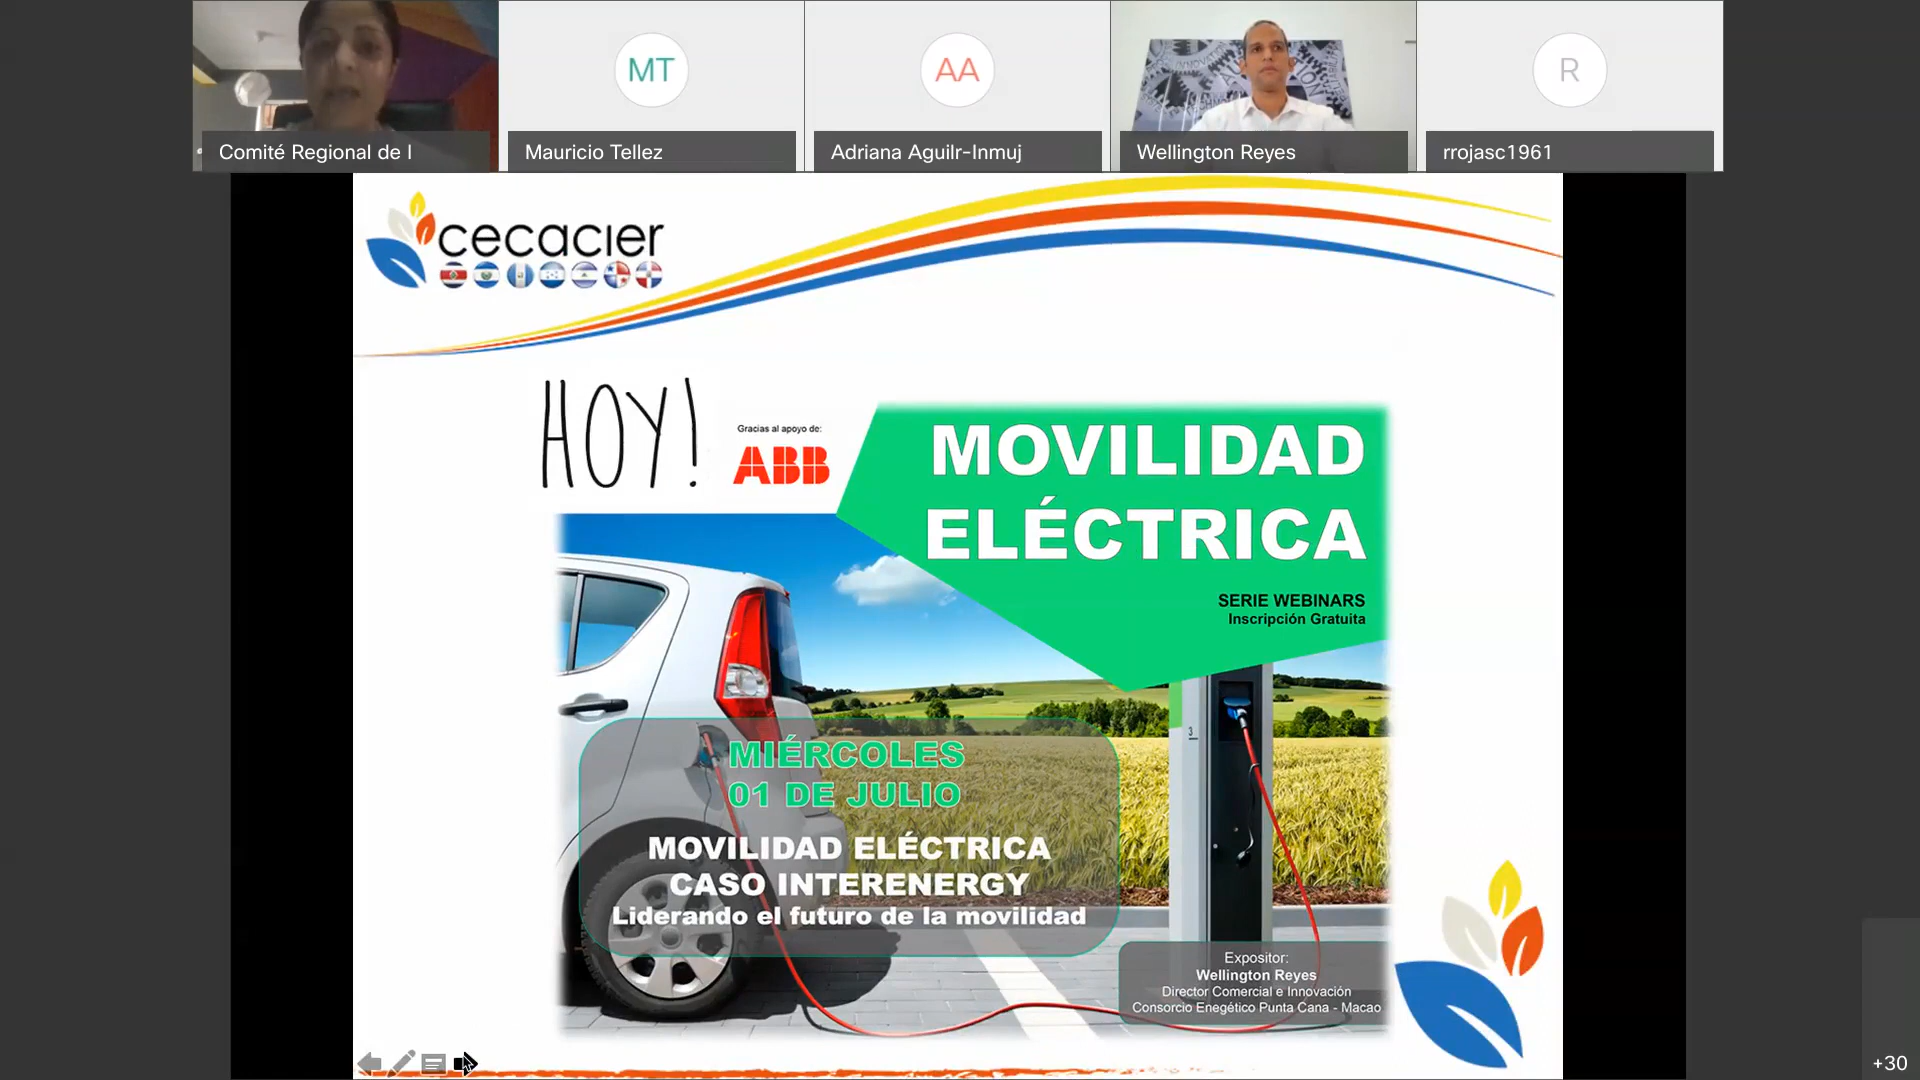 MT
AA
R
Comité Regional de I
Mauricio Tellez
Adriana Aguilr-Inmuj
Wellington Reyes
rrojasc1961
cecacier
HOY!
Gracias al apoyo de:
ABB
MOVILIDAD
ELÉCTRICA
SERIE WEBINARS
Inscripción Gratuita
3
MIÉRCOLES
01 DE JULIO
MOVILIDAD ELÉCTRICA
CASO INTERENERGY
Liderando el futuro de la movilidad
Expositor:
Wellington Reyes
Director Comercial e Innovación
Consorcio Enegético Punta Cana - Macao
+30